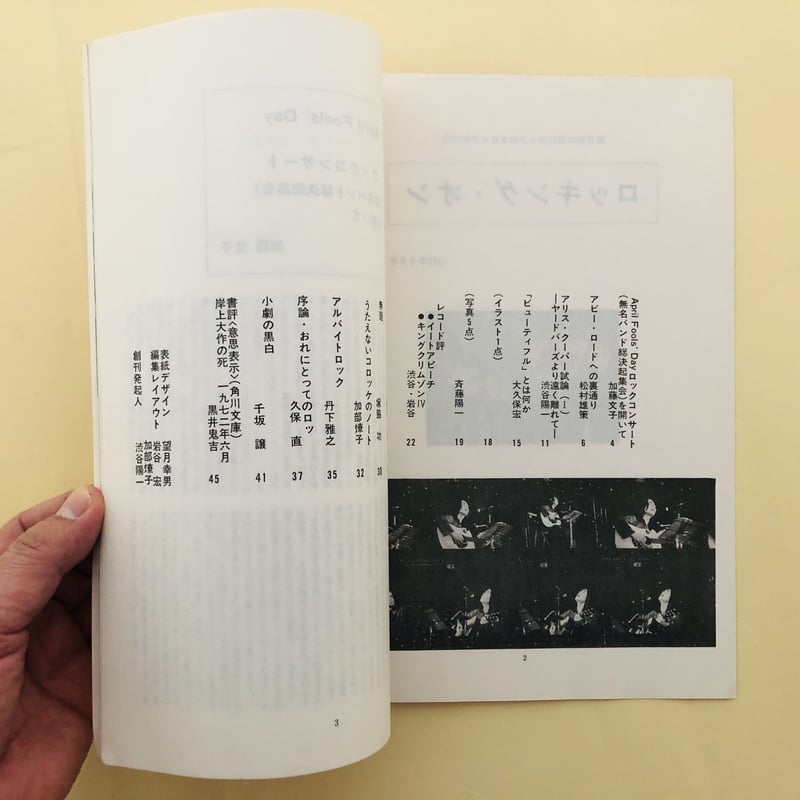 April Fools' Dayロックコンサート
(無名バンド総決起集会)を開いて
加藤文子
4
アビー・ロードへの裏通り
松村雄策
6
アリス・クーパー試論(Ⅰ)
―ヤードバーズより遠く離れて―
渋谷陽一
11
「ビューティフル」とは何か
大久保宏
15
(イラスト1点)
18
(写真5点)
斉藤陽一
19
レコード評
●イートアピーチ
●キングクリムゾンⅣ
渋谷・岩谷
22
2
うたえないコロッケのノート
加部燎子
32
アルバイトロック
丹下雅之
35
序論・おれにとってのロッ
久保 直
37
小劇の黒白
千坂 譲
41
書評〈意思表示〉(角川文庫)
岸上大作の死 一九七二年六月
黒井鬼吉
45
表紙デザイン 望月幸男
編集レイアウト 岩谷 宏
加部燎子
創刊発起人 渋谷陽一
3
ロッキング・オン
April Fools' Day
加藤 文子